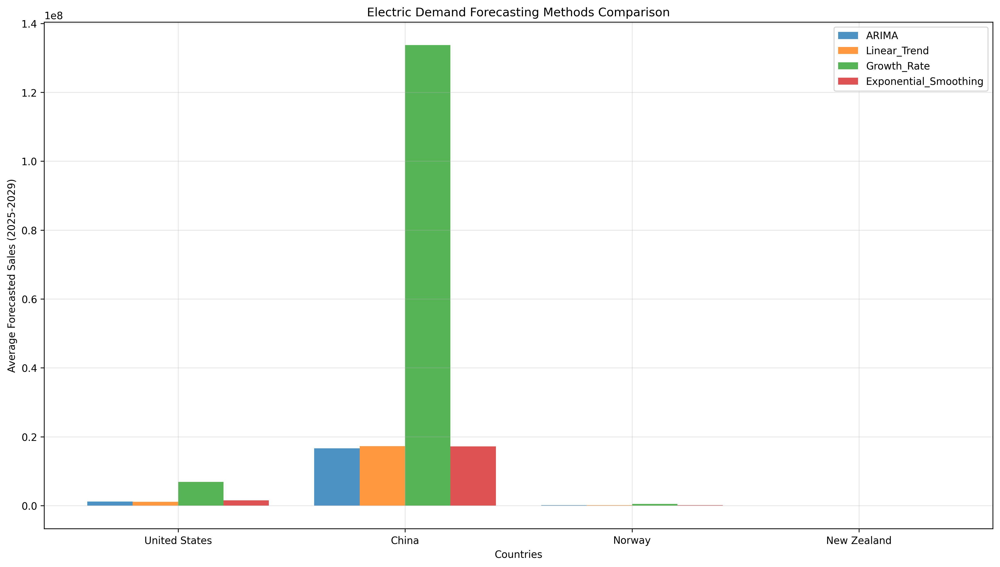 Electric Demand Forecasting Methods Comparison
1e8
1.4
1.2
1.0
0.8
0.6
0.4
0.2
0.0
Average Forecasted Sales (2025-2029)
ARIMA
Linear_Trend
Growth_Rate
Exponential_Smoothing
United States
China
Norway
New Zealand
Countries